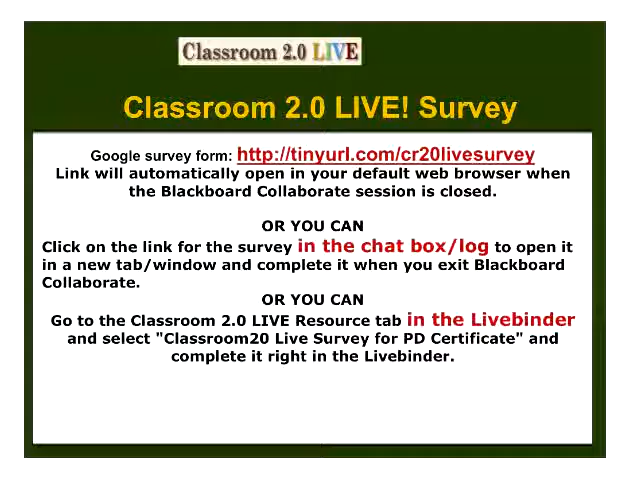 Classroom 2.0 LIVE
Classroom 2.0 LIVE! Survey
Google survey form: http://tinyurl.com/cr20livesurvey
Link will automatically open in your default web browser when
the Blackboard Collaborate session is closed.
OR YOU CAN
Click on the link for the survey in the chat box/log to open it
in a new tab/window and complete it when you exit Blackboard
Collaborate.
OR YOU CAN
Go to the Classroom 2.0 LIVE Resource tab in the Livebinder
and select "Classroom20 Live Survey for PD Certificate" and
complete it right in the Livebinder.